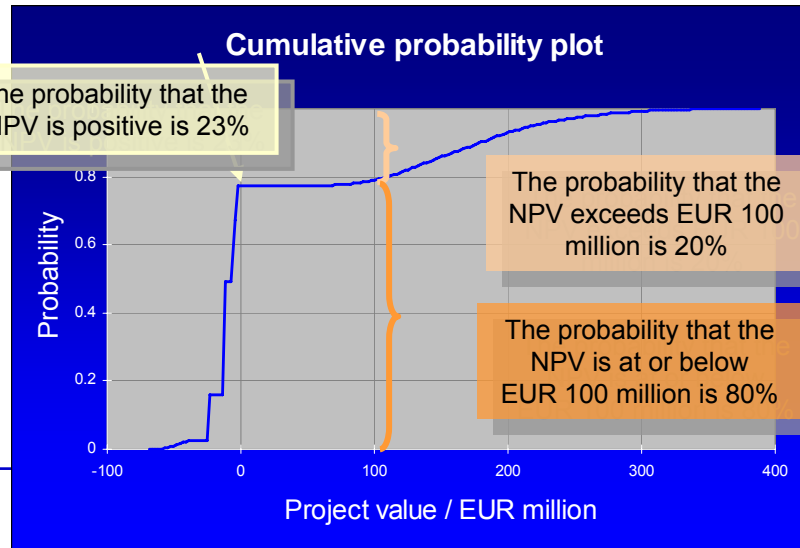 Cumulative probability plot
he probability that the
NPV is positive is 23%
The probability that the
NPV exceeds EUR 100
million is 20%
The probability that the
NPV is at or below
EUR 100 million is 80%
Probability
0.8
0.6
0.4
0.2
0
-100 0 100 200 300 400
Project value / EUR million